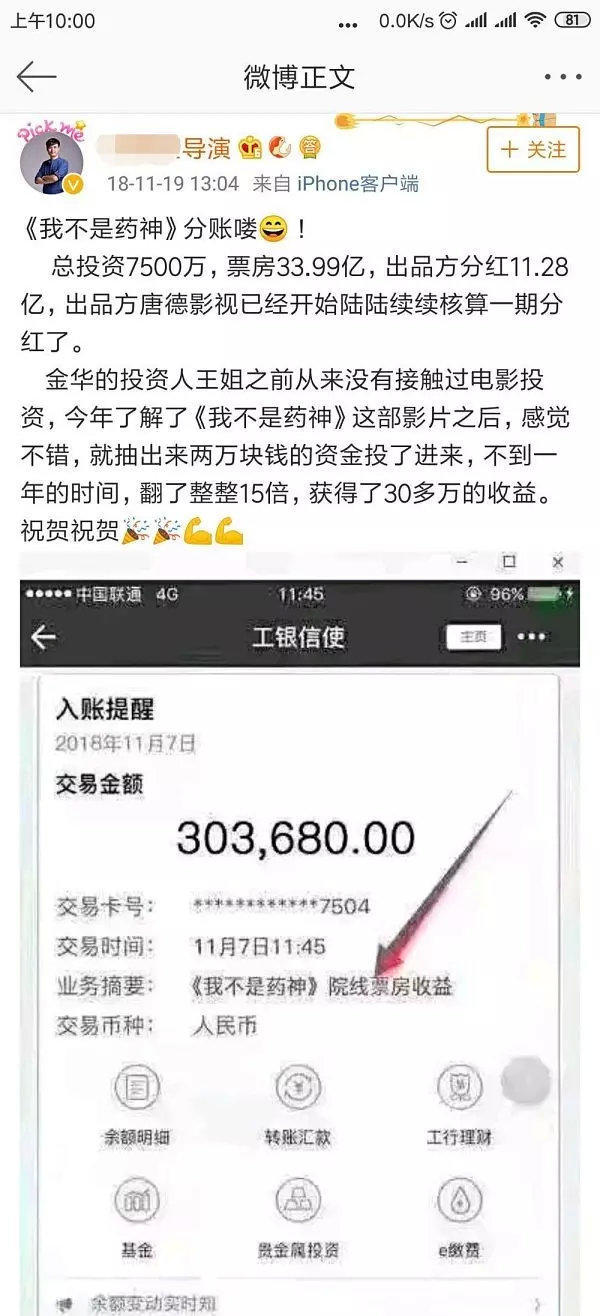 上午10:00
... 0.0K/s 81
微博正文
Pick me
导演
答
+ 关注
18-11-19 13:04 来自 iPhone客户端
《我不是药神》分账喽😄！
总投资7500万，票房33.99亿，出品方分红11.28
亿，出品方唐德影视已经开始陆陆续续核算一期分
红了。
金华的投资人王姐之前从来没有接触过电影投
资，今年了解了《我不是药神》这部影片之后，感觉
不错，就抽出来两万块钱的资金投了进来，不到一
年的时间，翻了整整15倍，获得了30多万的收益。
祝贺祝贺🎉🎉💪💪
中国联通 4G 11:45 96%
工银信使
主页
入账提醒
2018年11月7日
交易金额
303,680.00
交易卡号： ************7504
交易时间： 11月7日11:45
业务摘要： 《我不是药神》院线票房收益
交易币种： 人民币
余额明细 转账汇款 工行理财
基金 贵金属投资 e缴费
余额变动实时知